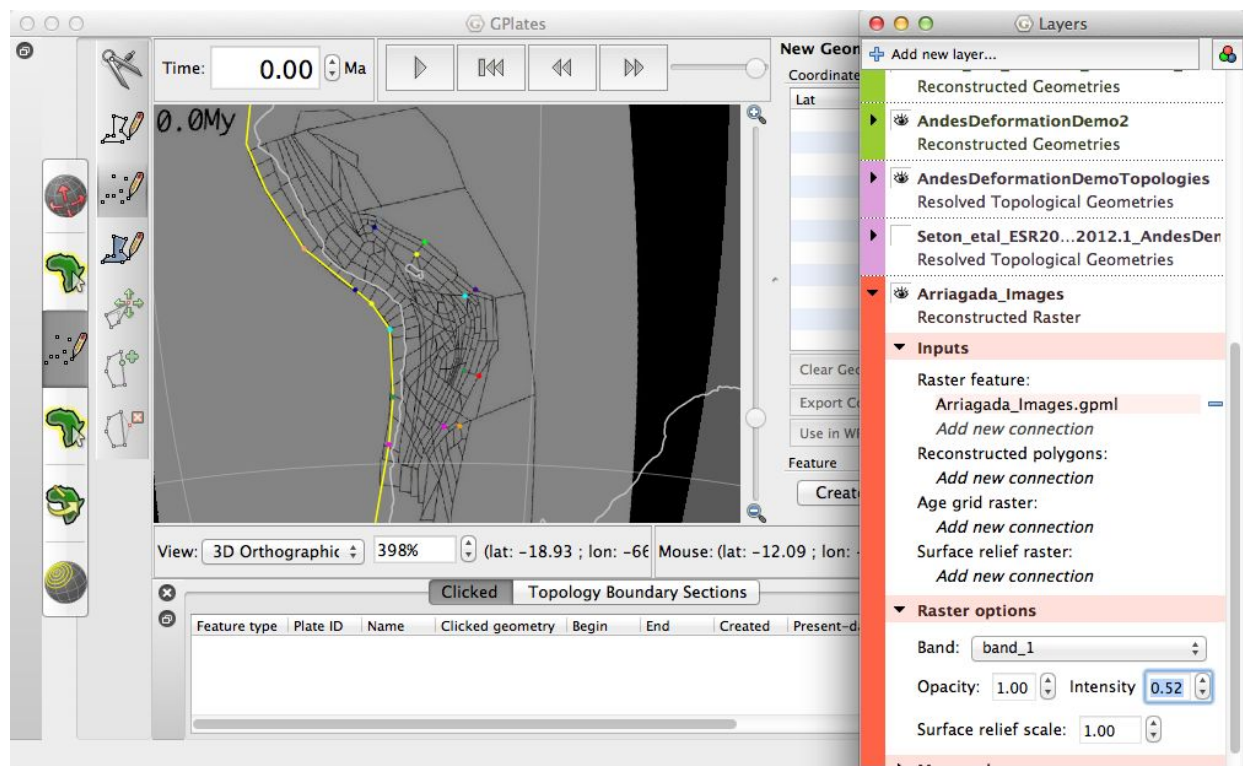 GPlates
Time: 0.00 Ma
0.0My
New Geon
Coordinate
Lat
Clear Geo
Export Co
Use in W
Feature
Creat
View: 3D Orthographic 398% (lat: -18.93 ; lon: -66 Mouse: (lat: -12.09 ; lon: -
Clicked Topology Boundary Sections
Feature type Plate ID Name Clicked geometry Begin End Created Present-d
Layers
Add new layer...
Reconstructed Geometries
AndesDeformationDemo2
Reconstructed Geometries
AndesDeformationDemoTopologies
Resolved Topological Geometries
Seton_etal_ESR20...2012.1_AndesDen
Resolved Topological Geometries
Arriagada_Images
Reconstructed Raster
Inputs
Raster feature:
Arriagada_Images.gpml
Add new connection
Reconstructed polygons:
Add new connection
Age grid raster:
Add new connection
Surface relief raster:
Add new connection
Raster options
Band: band_1
Opacity: 1.00 Intensity 0.52
Surface relief scale: 1.00